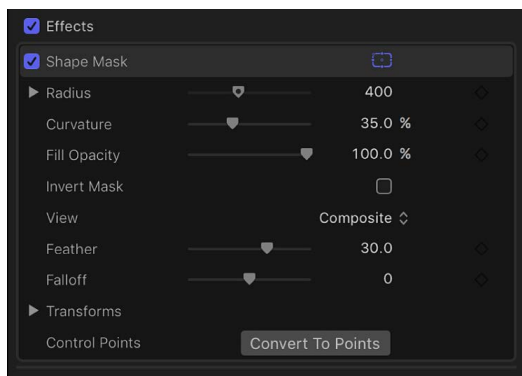 Effects
Shape Mask
Radius 400
Curvature 35.0 %
Fill Opacity 100.0 %
Invert Mask
View Composite
Feather 30.0
Falloff 0
Transforms
Control Points Convert To Points